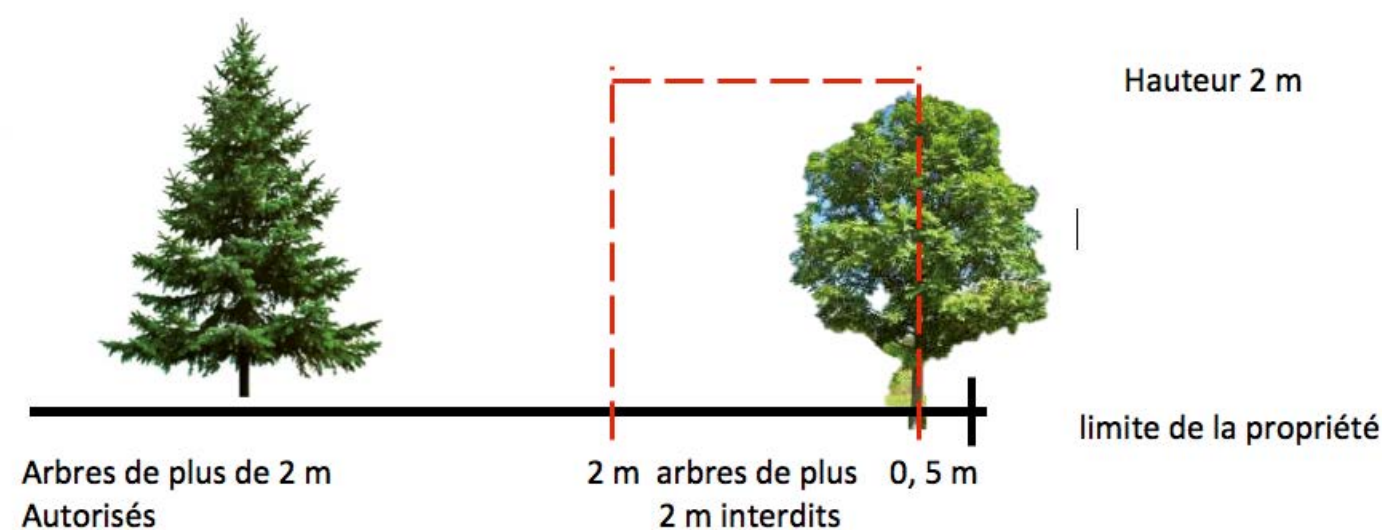 Hauteur 2 m
limite de la propriété
Arbres de plus de 2 m
Autorisés
2 m arbres de plus
2 m interdits
0, 5 m